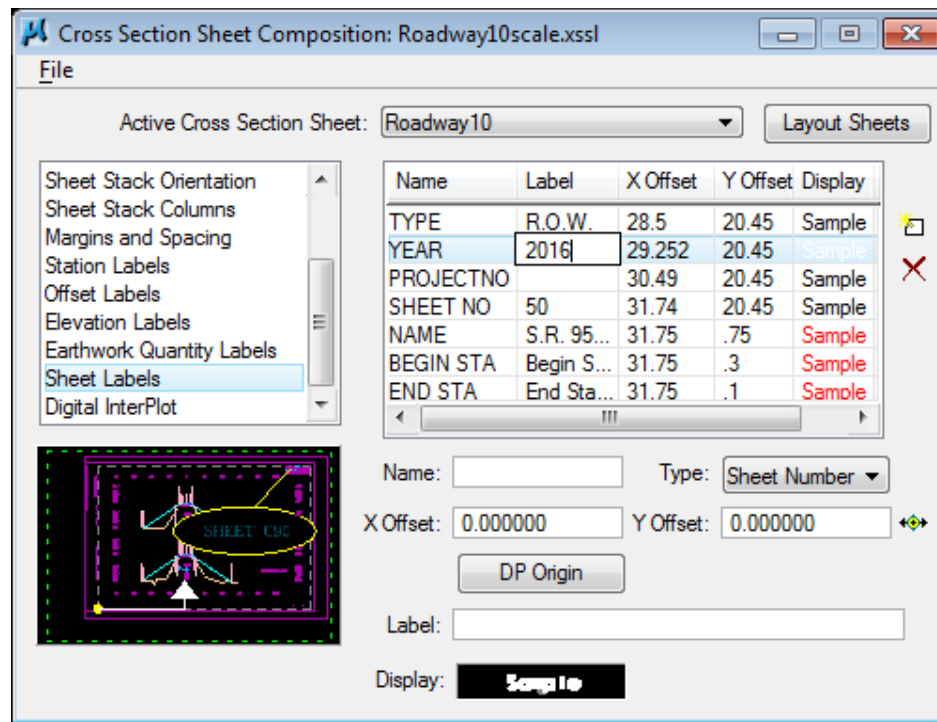 Cross Section Sheet Composition: Roadway10scale.xssl
File
Active Cross Section Sheet: Roadway10 Layout Sheets
Sheet Stack Orientation
Sheet Stack Columns
Margins and Spacing
Station Labels
Offset Labels
Elevation Labels
Earthwork Quantity Labels
Sheet Labels
Digital InterPlot
Name Label X Offset Y Offset Display
TYPE R.O.W. 28.5 20.45 Sample
YEAR 2016 29.252 20.45 Sample
PROJECTNO 30.49 20.45 Sample
SHEET NO 50 31.74 20.45 Sample
NAME S.R. 95... 31.75 .75 Sample
BEGIN STA Begin S... 31.75 .3 Sample
END STA End Sta... 31.75 .1 Sample
SHEET C95
Name: Type: Sheet Number
X Offset: 0.000000 Y Offset: 0.000000
DP Origin
Label:
Display: Sample